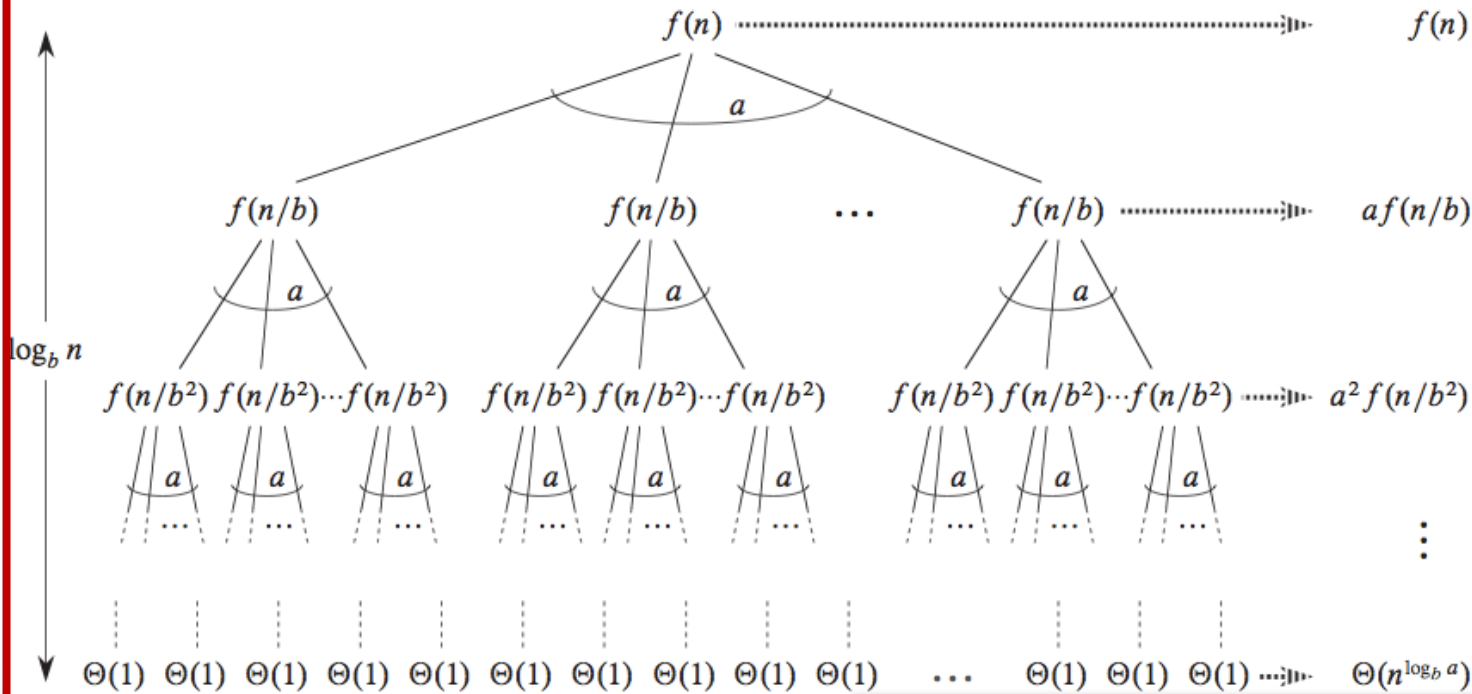 f(n) f(n)
a
f(n/b) f(n/b) ... f(n/b) af(n/b)
a a a
log_b n
f(n/b²) f(n/b²)...f(n/b²) f(n/b²) f(n/b²)...f(n/b²) f(n/b²) f(n/b²)...f(n/b²) a² f(n/b²)
a a a a a a a a a
... ... ... ... ... ... ... ... ... ⋮
Θ(1) Θ(1) Θ(1) Θ(1) Θ(1) Θ(1) Θ(1) Θ(1) Θ(1) Θ(1) ... Θ(1) Θ(1) Θ(1) Θ(n^{log_b a})